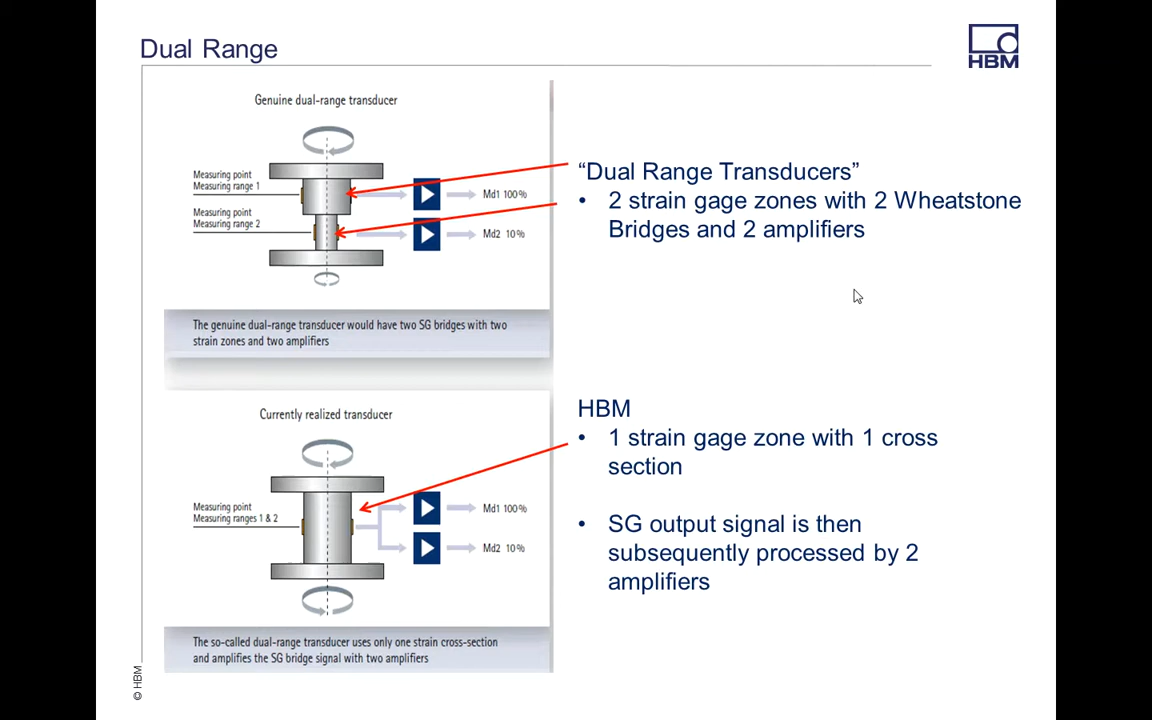 Dual Range
HBM
Genuine dual-range transducer
Measuring point
Measuring range 1
Md1 100%
Measuring point
Measuring range 2
Md2 10%
The genuine dual-range transducer would have two SG bridges with two
strain zones and two amplifiers
“Dual Range Transducers”
• 2 strain gage zones with 2 Wheatstone
Bridges and 2 amplifiers
Currently realized transducer
Measuring point
Measuring ranges 1 & 2
Md1 100%
Md2 10%
The so-called dual-range transducer uses only one strain cross-section
and amplifies the SG bridge signal with two amplifiers
HBM
• 1 strain gage zone with 1 cross
section
• SG output signal is then
subsequently processed by 2
amplifiers
© HBM